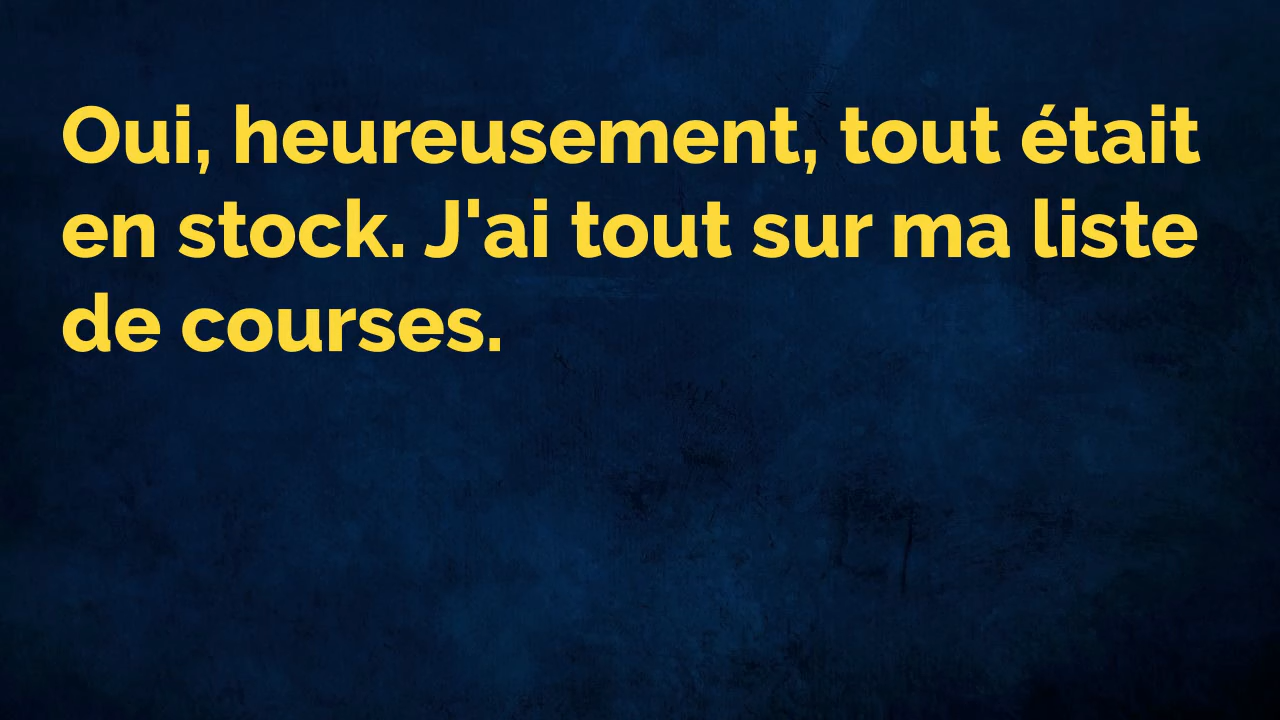 Oui, heureusement, tout était
en stock. J'ai tout sur ma liste
de courses.